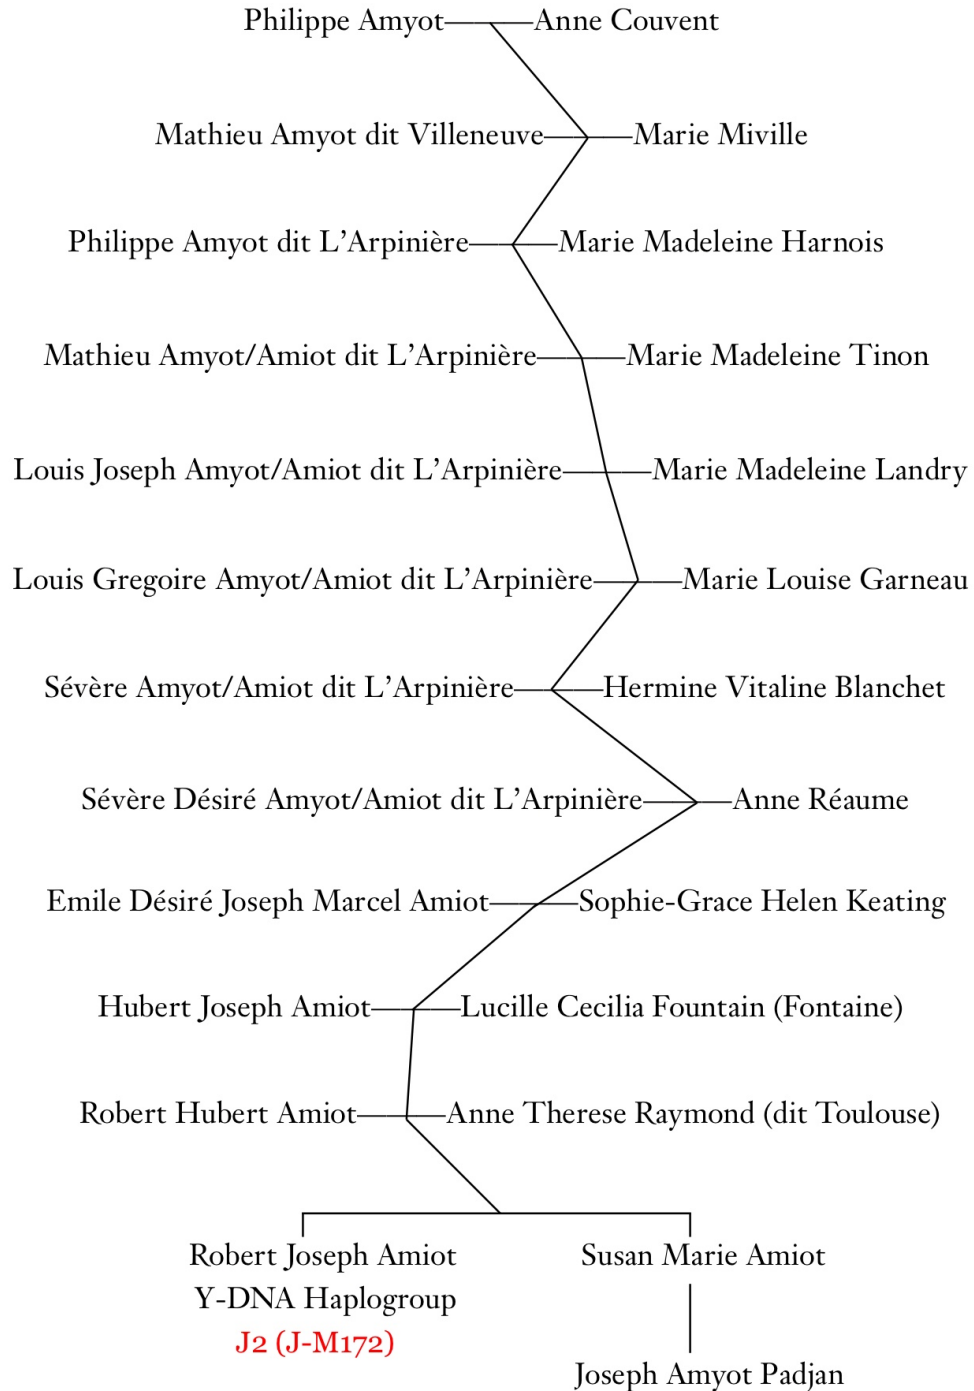 Philippe Amyot Anne Couvent
Mathieu Amyot dit Villeneuve Marie Miville
Philippe Amyot dit L’Arpinière Marie Madeleine Harnois
Mathieu Amyot/Amiot dit L’Arpinière Marie Madeleine Tinon
Louis Joseph Amyot/Amiot dit L’Arpinière Marie Madeleine Landry
Louis Gregoire Amyot/Amiot dit L’Arpinière Marie Louise Garneau
Sévère Amyot/Amiot dit L’Arpinière Hermine Vitaline Blanchet
Sévère Désiré Amyot/Amiot dit L’Arpinière Anne Réaume
Emile Désiré Joseph Marcel Amiot Sophie-Grace Helen Keating
Hubert Joseph Amiot Lucille Cecilia Fountain (Fontaine)
Robert Hubert Amiot Anne Therese Raymond (dit Toulouse)
Robert Joseph Amiot
Y-DNA Haplogroup
J2 (J-M172)
Susan Marie Amiot
Joseph Amyot Padjan